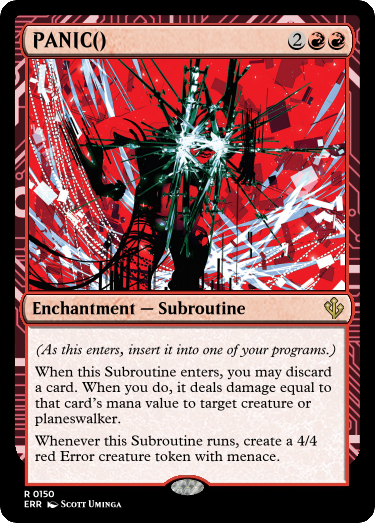 PANIC() 2
Enchantment — Subroutine
(As this enters, insert it into one of your programs.)
When this Subroutine enters, you may discard
a card. When you do, it deals damage equal to
that card's mana value to target creature or
planeswalker.
Whenever this Subroutine runs, create a 4/4
red Error creature token with menace.
R 0150
ERR Scott Uminga